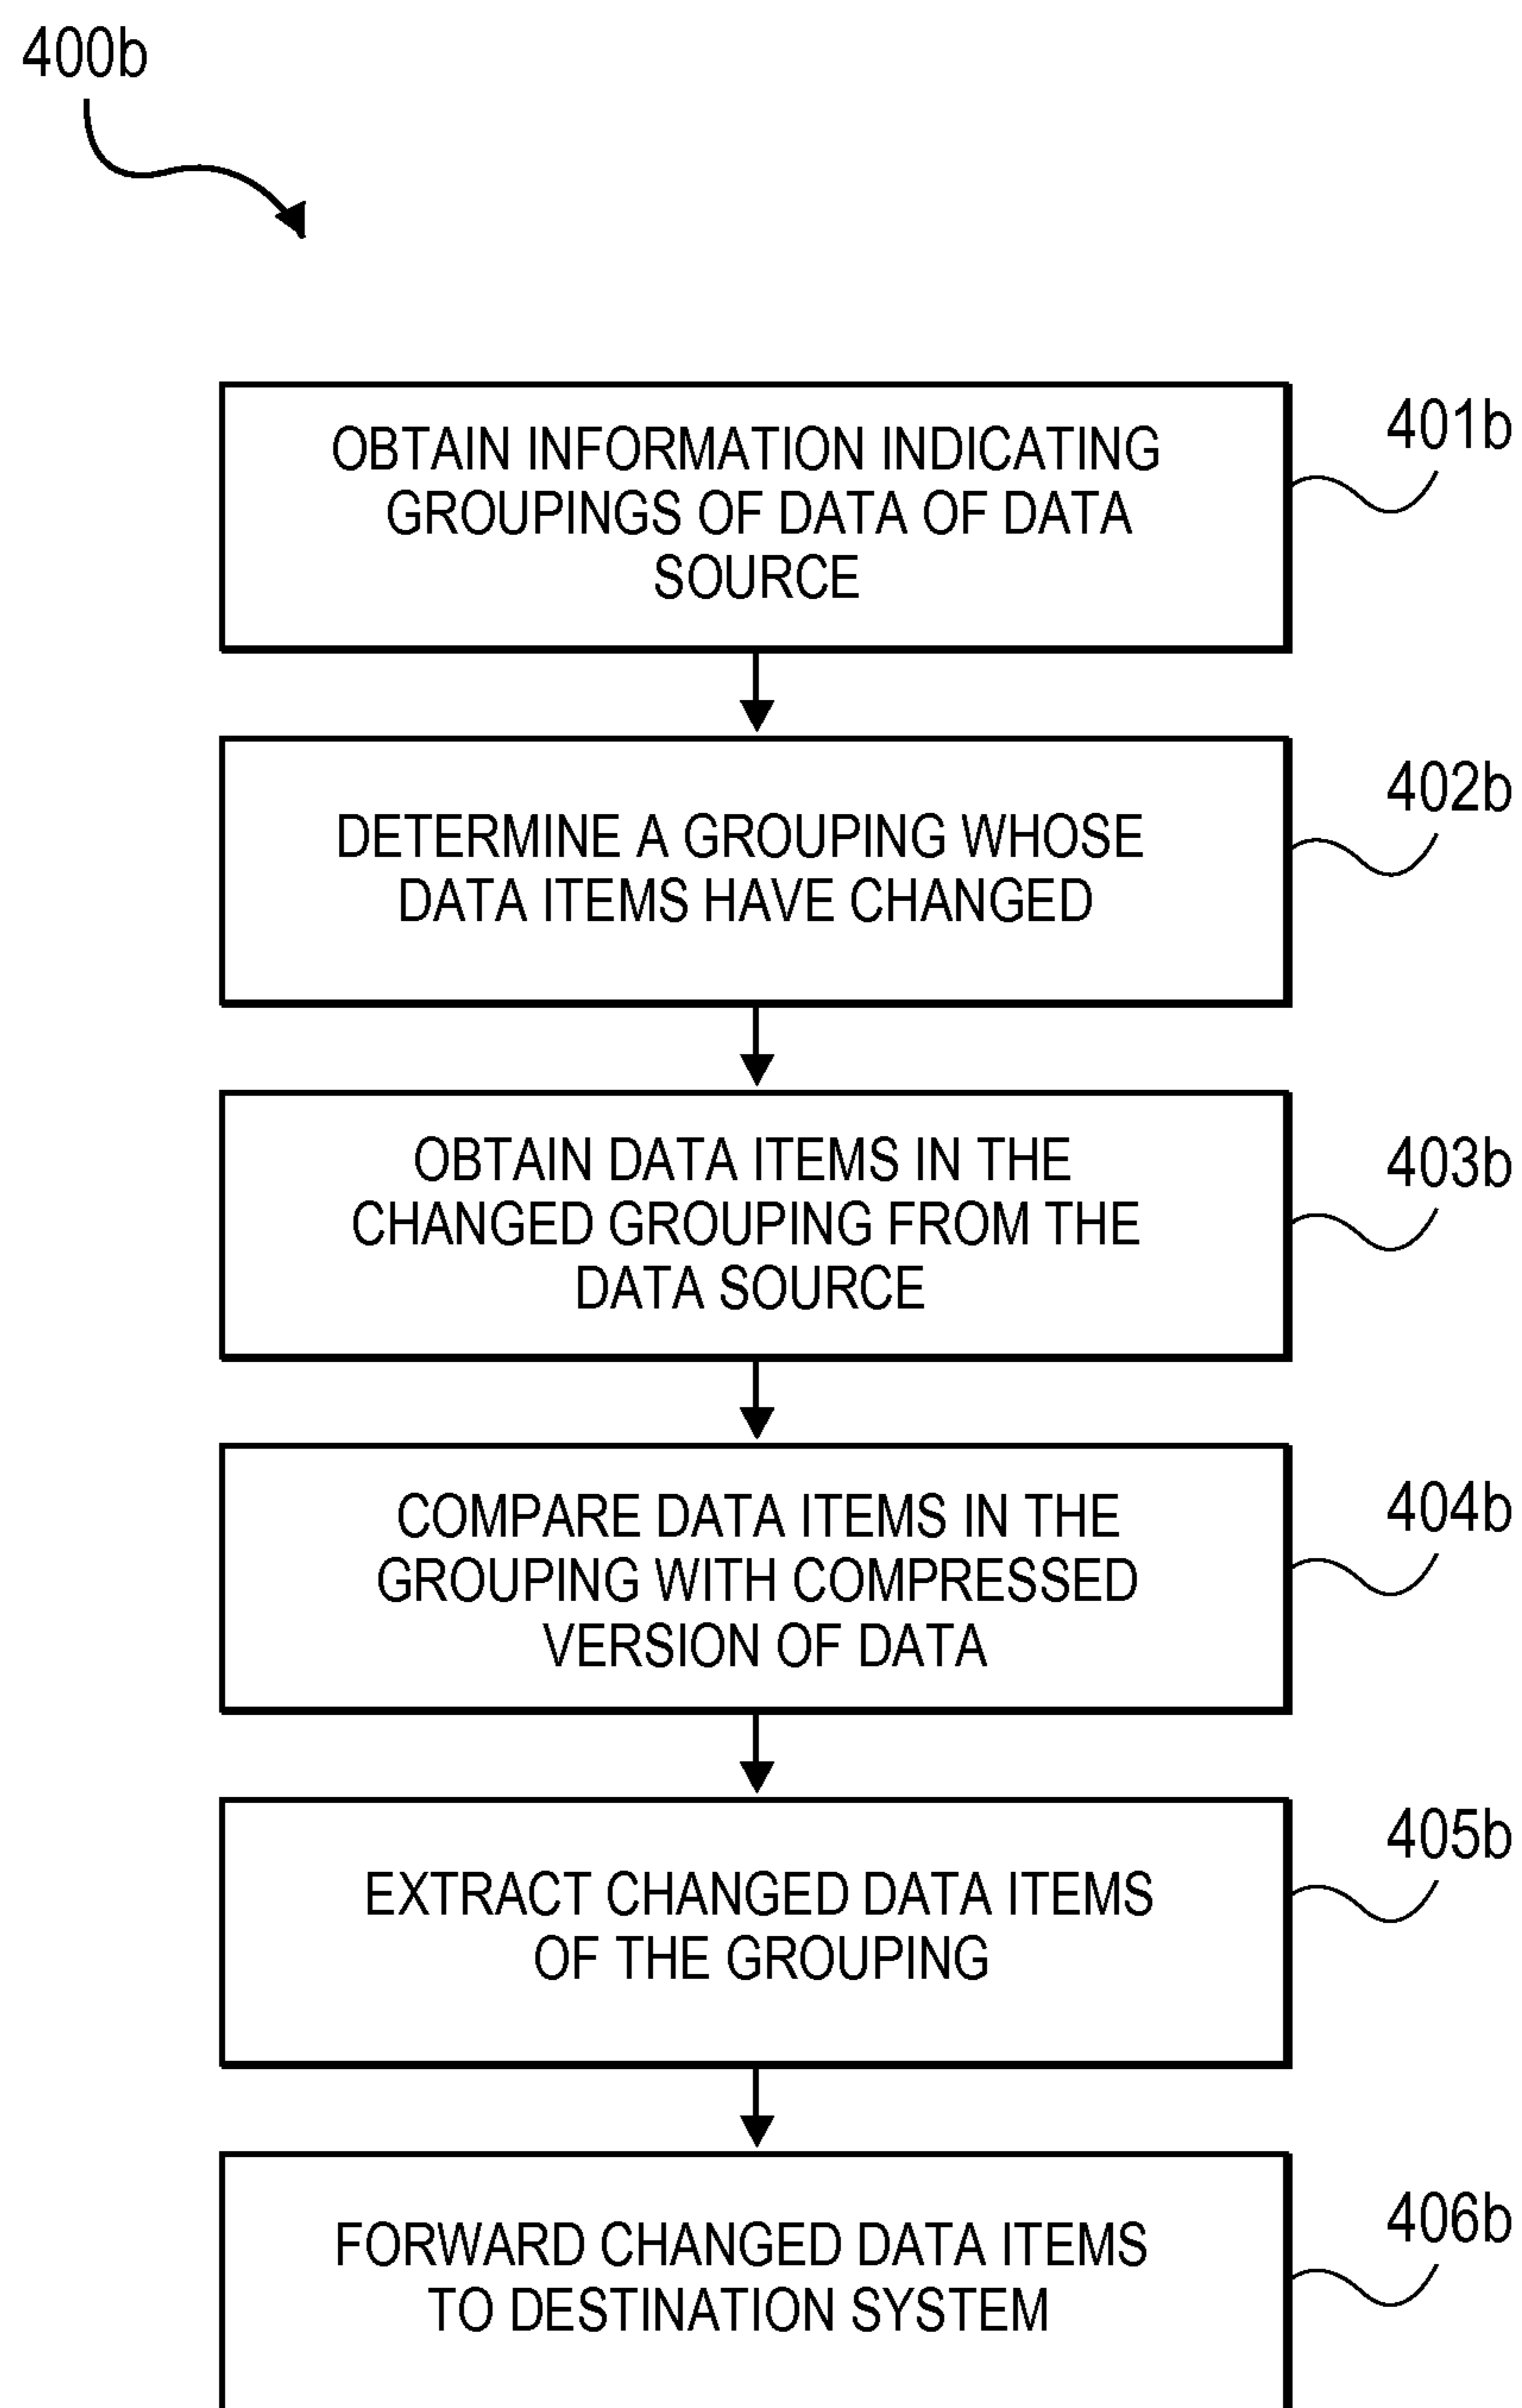 400b
OBTAIN INFORMATION INDICATING
GROUPINGS OF DATA OF DATA
SOURCE
401b
DETERMINE A GROUPING WHOSE
DATA ITEMS HAVE CHANGED
402b
OBTAIN DATA ITEMS IN THE
CHANGED GROUPING FROM THE
DATA SOURCE
403b
COMPARE DATA ITEMS IN THE
GROUPING WITH COMPRESSED
VERSION OF DATA
404b
EXTRACT CHANGED DATA ITEMS
OF THE GROUPING
405b
FORWARD CHANGED DATA ITEMS
TO DESTINATION SYSTEM
406b